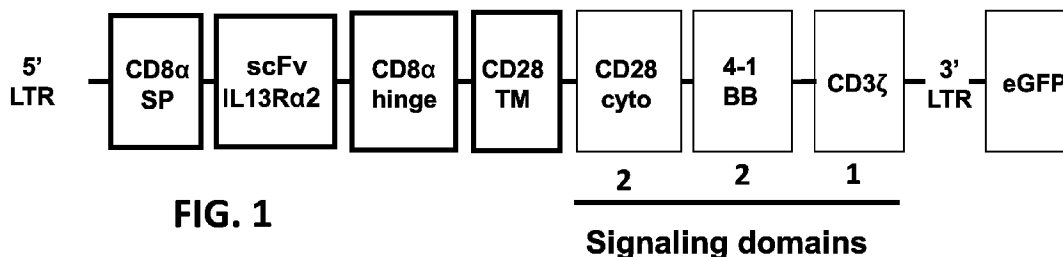 5'
LTR
CD8α
SP
scFv
IL13Rα2
CD8α
hinge
CD28
TM
CD28
cyto
4-1
BB
CD3ζ
3'
LTR
eGFP
2
2
1
FIG. 1
Signaling domains